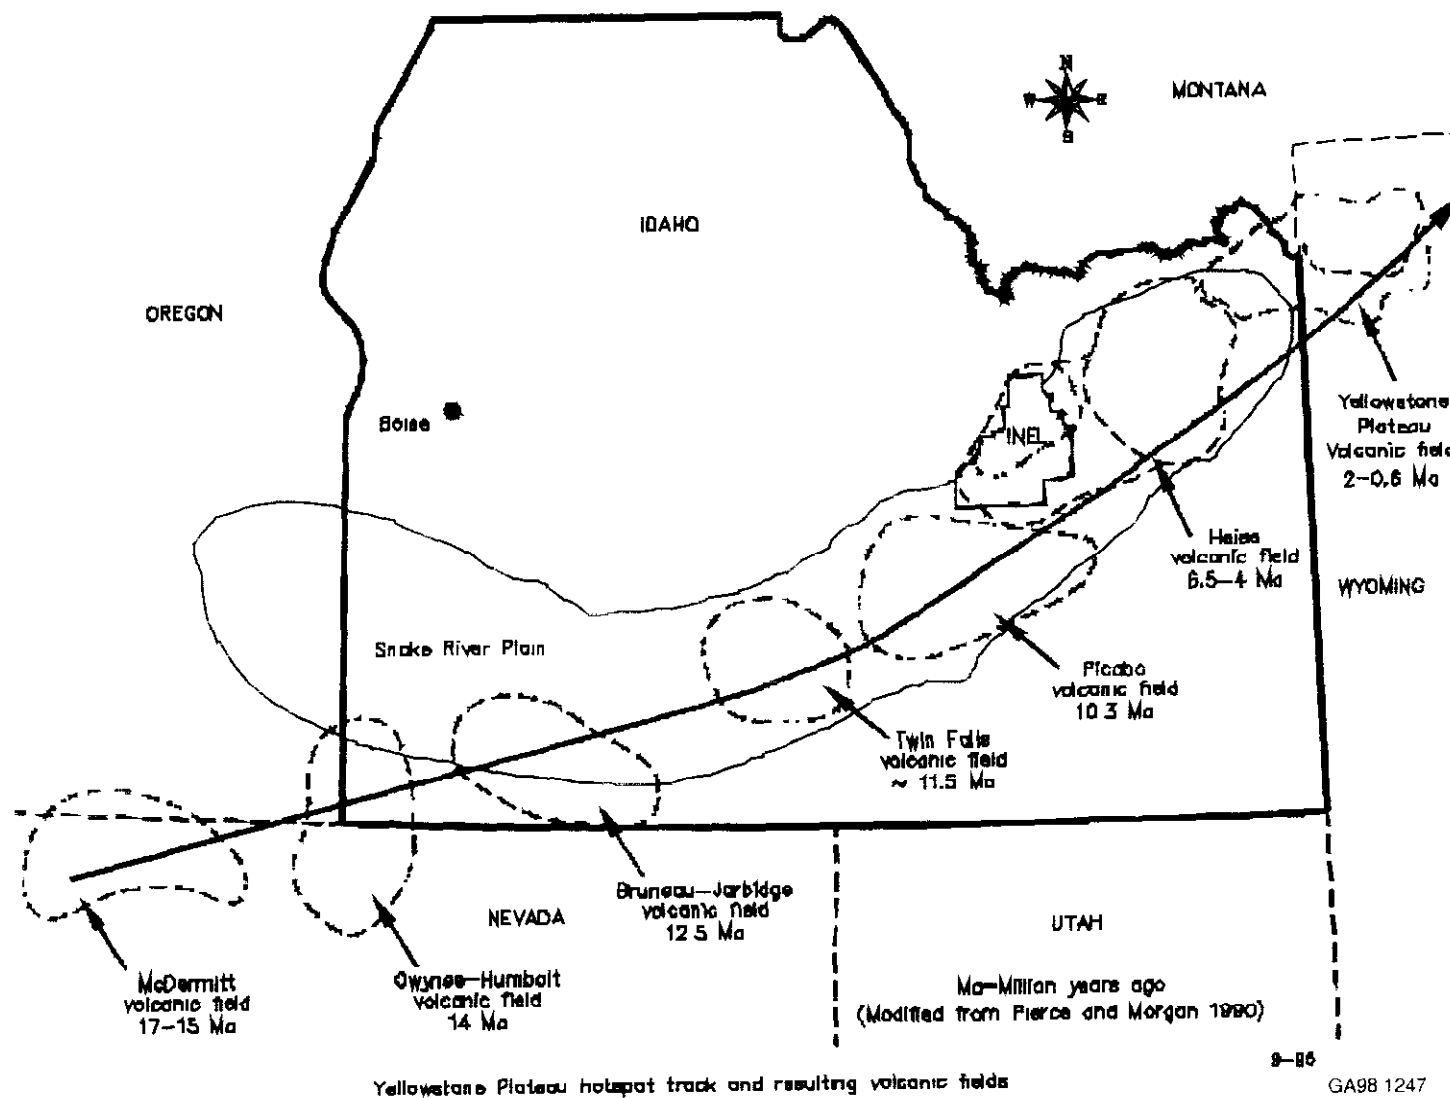 N
W E
S
MONTANA
IDAHO
OREGON
Boise
INEL
Yellowstone
Plateau
Volcanic field
2-0.6 Ma
Heise
volcanic field
6.5-4 Ma
WYOMING
Snake River Plain
Picabo
volcanic field
10 3 Ma
Twin Falls
volcanic field
~ 11.5 Ma
Bruneau-Jarbidge
volcanic field
12 5 Ma
NEVADA
UTAH
Owynee-Humbolt
volcanic field
14 Ma
McDermitt
volcanic field
17-15 Ma
Ma-Million years ago
(Modified from Pierce and Morgan 1990)
9-95
Yellowstone Plateau hotspot track and resulting volcanic fields
GA98 1247